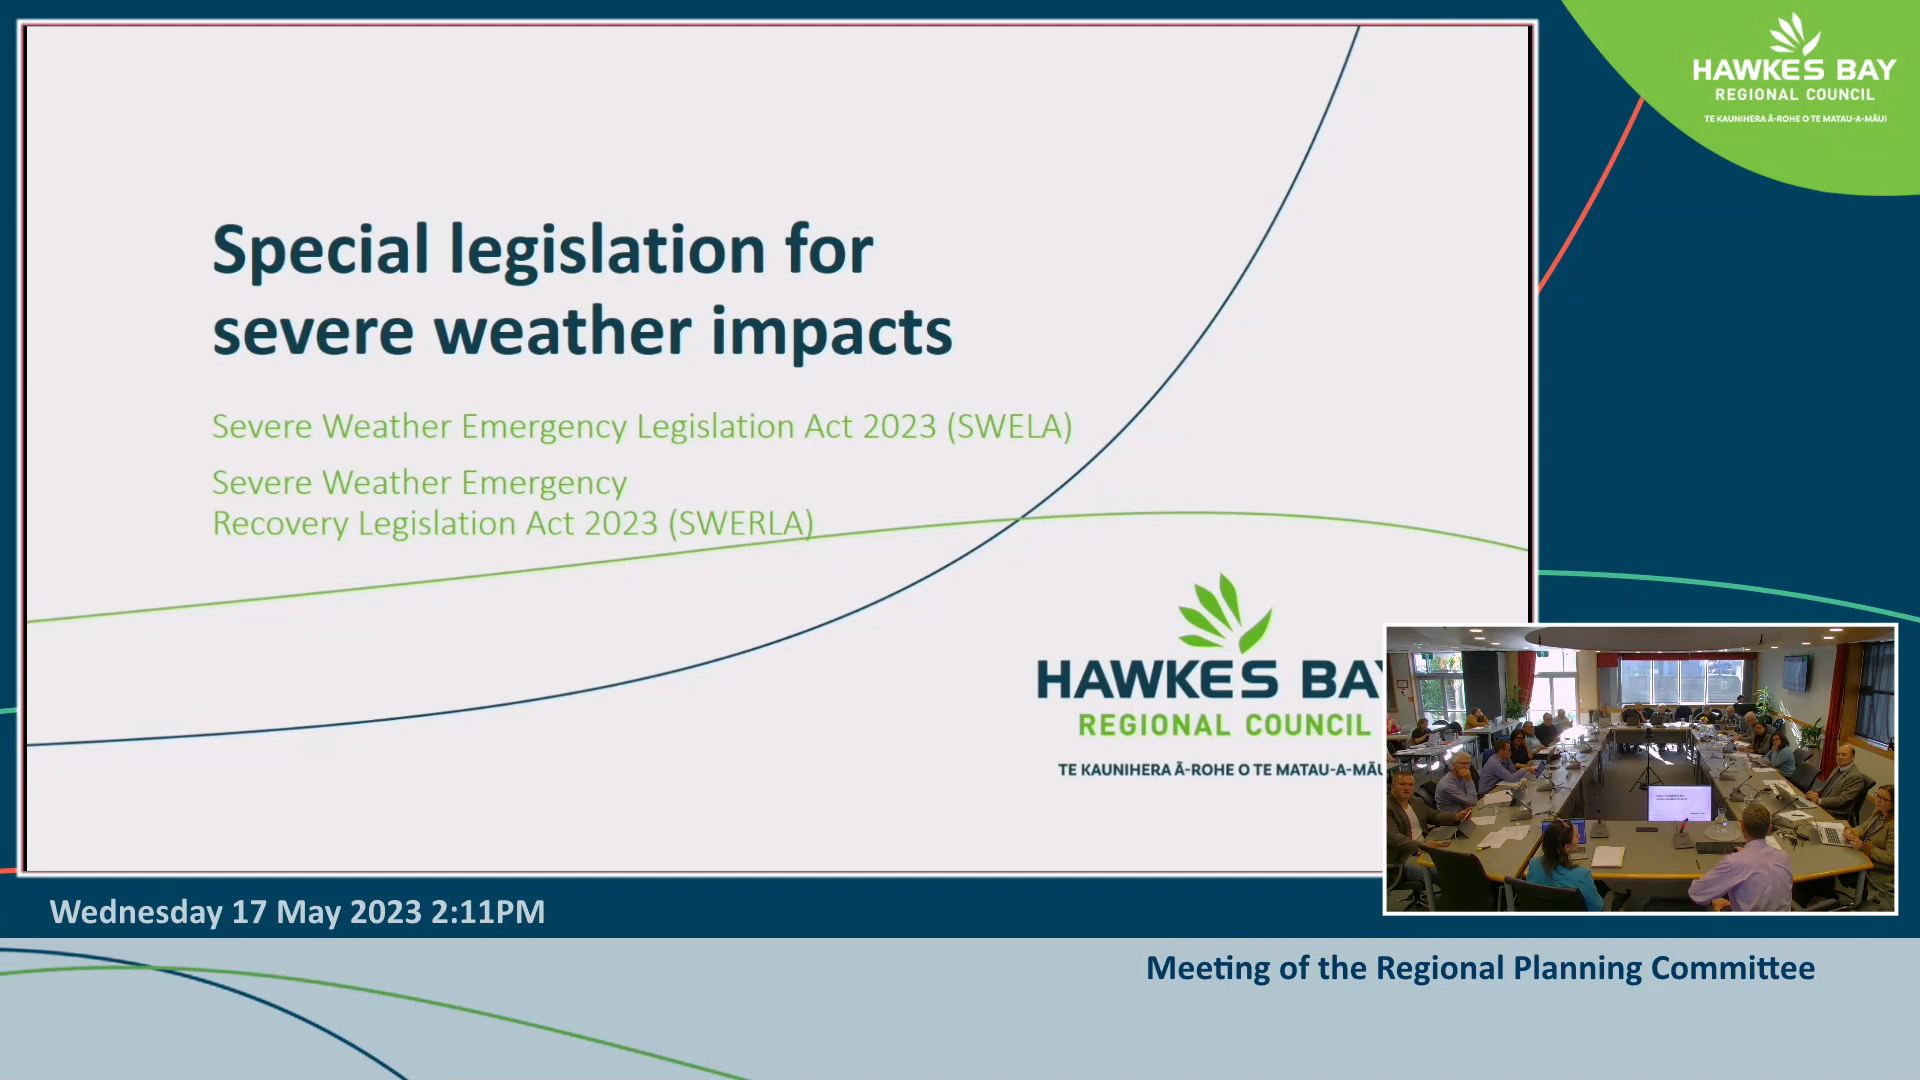 Special legislation for
severe weather impacts
Severe Weather Emergency Legislation Act 2023 (SWELA)
Severe Weather Emergency
Recovery Legislation Act 2023 (SWERLA)
HAWKES BAY
REGIONAL COUNCIL
TE KAUNIHERA Ā-ROHE O TE MATAU-A-MĀUI
HAWKES BA
REGIONAL COUNCIL
TE KAUNIHERA Ā-ROHE O TE MATAU-A-MĀU
Wednesday 17 May 2023 2:11PM
Meeting of the Regional Planning Committee